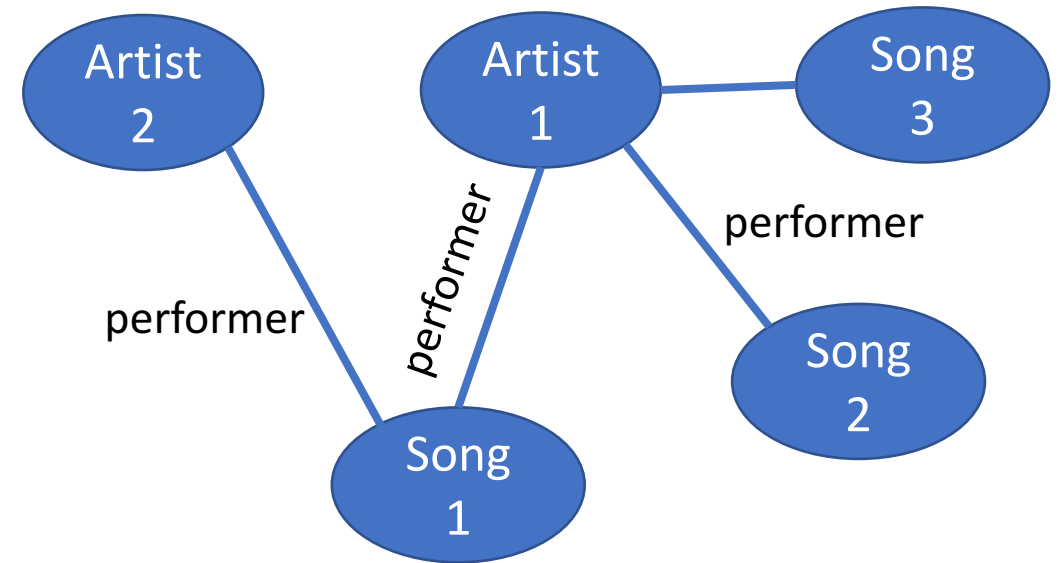 Artist
2
Artist
1
Song
3
performer
performer
performer
Song
2
Song
1